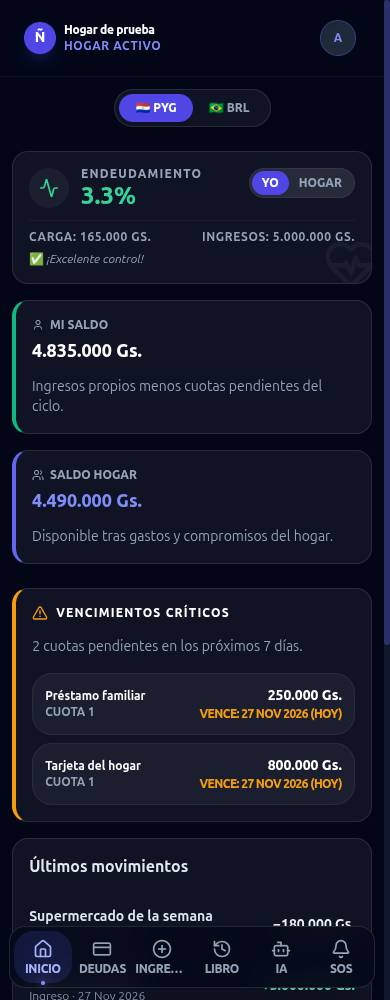 Ñ
Hogar de prueba
HOGAR ACTIVO
A
🇵🇾 PYG
🇧🇷 BRL
ENDEUDAMIENTO
3.3%
YO
HOGAR
CARGA: 165.000 GS.
INGRESOS: 5.000.000 GS.
✅ ¡Excelente control!
MI SALDO
4.835.000 Gs.
Ingresos propios menos cuotas pendientes del
ciclo.
SALDO HOGAR
4.490.000 Gs.
Disponible tras gastos y compromisos del hogar.
VENCIMIENTOS CRÍTICOS
2 cuotas pendientes en los próximos 7 días.
Préstamo familiar
250.000 Gs.
CUOTA 1
VENCE: 27 NOV 2026 (HOY)
Tarjeta del hogar
800.000 Gs.
CUOTA 1
VENCE: 27 NOV 2026 (HOY)
Últimos movimientos
Supermercado de la semana
−180.000 Gs.
INICIO
DEUDAS
INGRE...
LIBRO
IA
SOS
Ingreso · 27 Nov 2026